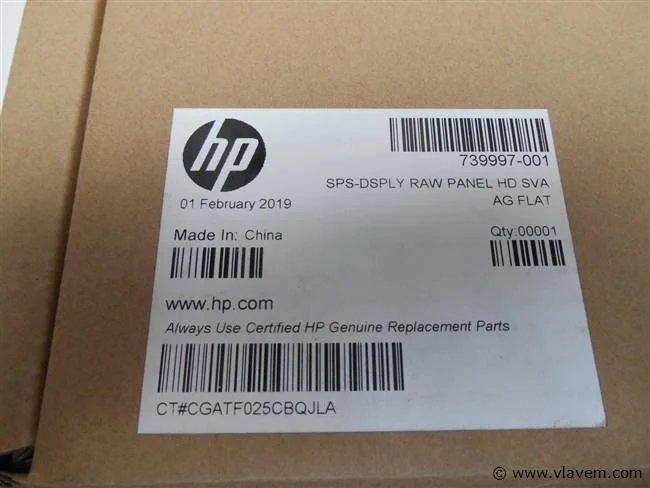 hp
739997-001
SPS-DSPLY RAW PANEL HD SVA
AG FLAT
01 February 2019
Made In: China
Qty:00001
www.hp.com
Always Use Certified HP Genuine Replacement Parts
CT#CGATF025CBQJLA
© www.vlavem.com